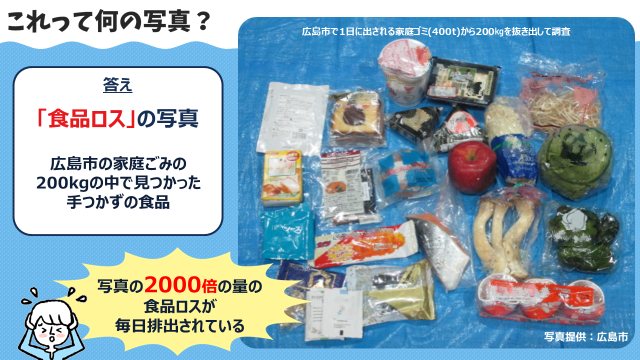 これって何の写真？
広島市で１日に出される家庭ゴミ(400t)から200㎏を抜き出して調査
答え
「食品ロス」の写真
広島市の家庭ごみの
200kgの中で見つかった
手つかずの食品
写真の2000倍の量の
食品ロスが
毎日排出されている
写真提供：広島市